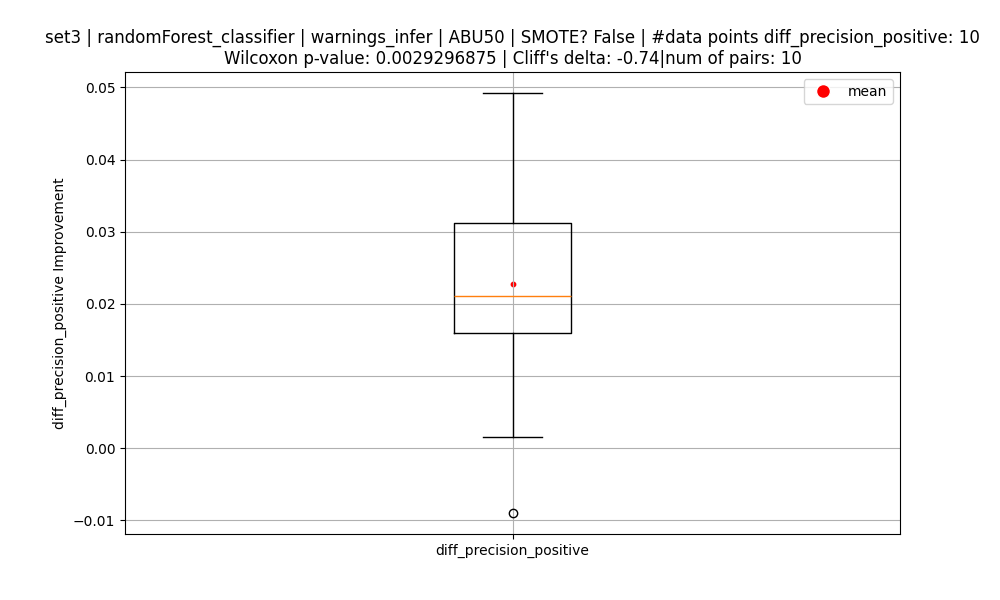 set3 | randomForest_classifier | warnings_infer | ABU50 | SMOTE? False | #data points diff_precision_positive: 10
Wilcoxon p-value: 0.0029296875 | Cliff's delta: -0.74|num of pairs: 10
mean
0.05
0.04
0.03
0.02
0.01
0.00
−0.01
diff_precision_positive Improvement
diff_precision_positive